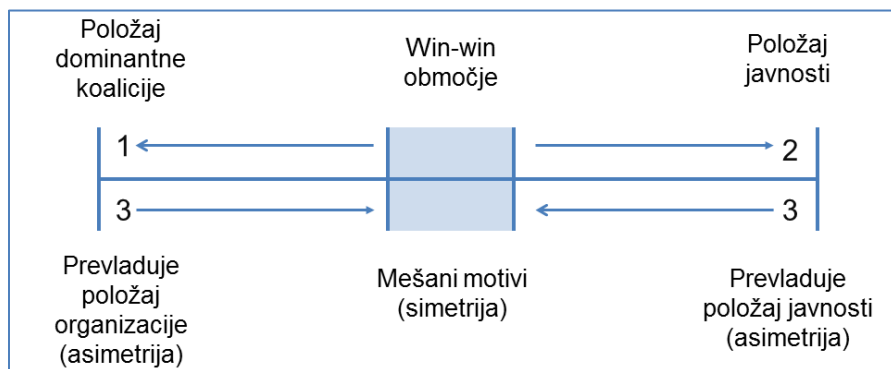 Položaj
dominantne
koalicije
Win-win
območje
Položaj
javnosti
1
2
3
3
Prevladuje
položaj
organizacije
(asimetrija)
Mešani motivi
(simetrija)
Prevladuje
položaj javnosti
(asimetrija)